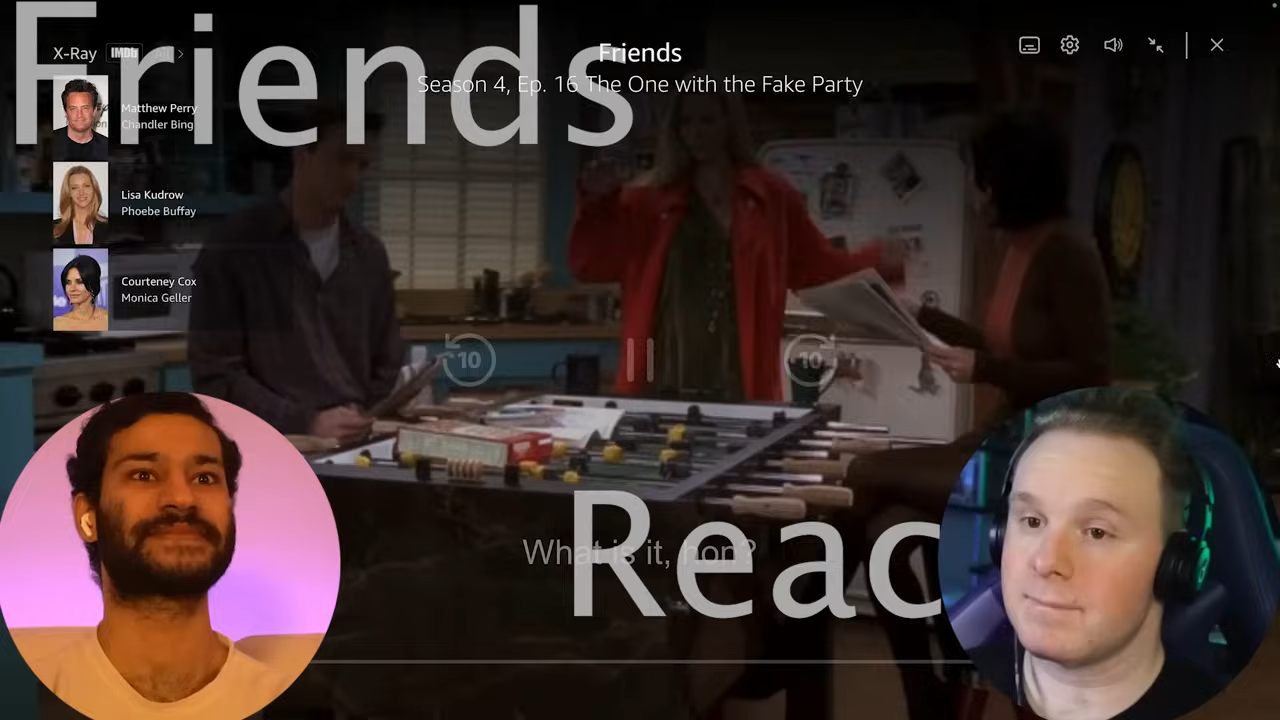 Friends
X-Ray IMDb All >
Friends
Season 4, Ep. 16 The One with the Fake Party
Matthew Perry
Chandler Bing
Lisa Kudrow
Phoebe Buffay
Courteney Cox
Monica Geller
10
10
What is it, hon?
Reac